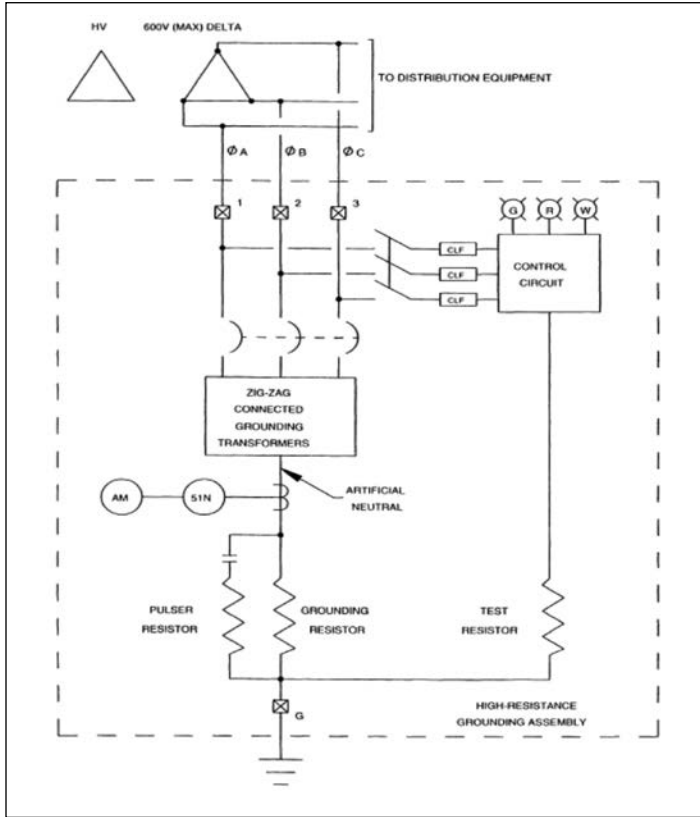 HV 600V (MAX) DELTA
TO DISTRIBUTION EQUIPMENT
ØA ØB ØC
1 2 3
G R W
CLF
CLF
CLF
CONTROL
CIRCUIT
ZIG-ZAG
CONNECTED
GROUNDING
TRANSFORMERS
AM 51N
ARTIFICIAL
NEUTRAL
PULSER
RESISTOR
GROUNDING
RESISTOR
TEST
RESISTOR
G
HIGH-RESISTANCE
GROUNDING ASSEMBLY